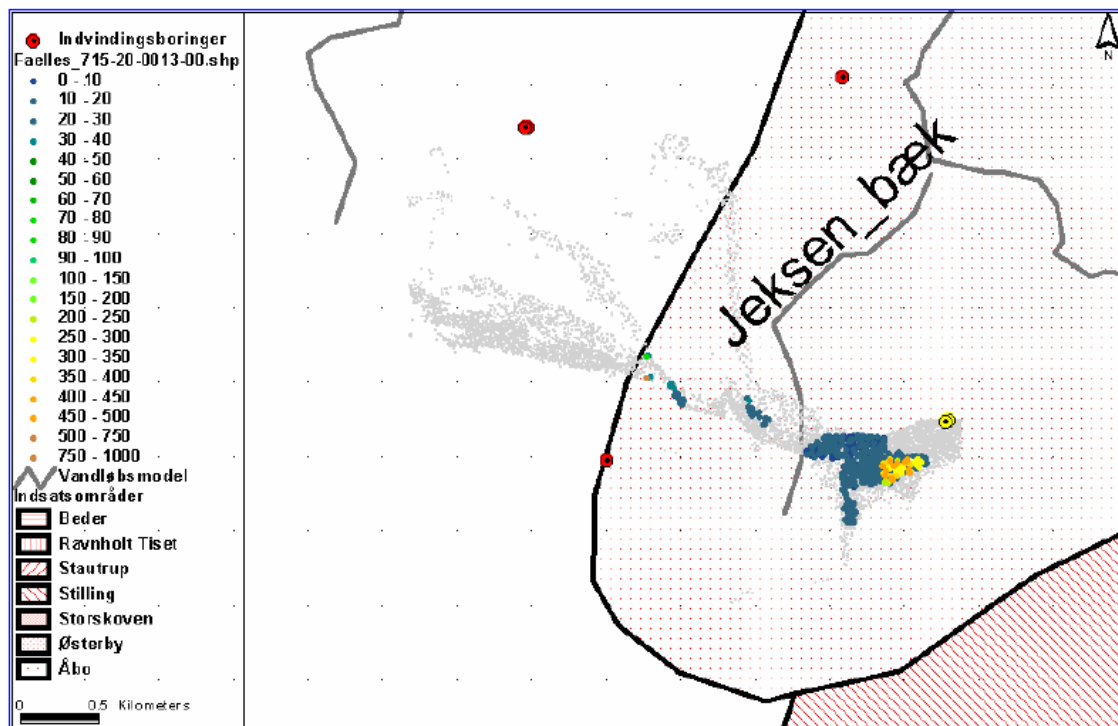 Indvindingsboringer
Faelles_715-20-0013-00.shp
0 - 10
10 - 20
20 - 30
30 - 40
40 - 50
50 - 60
60 - 70
70 - 80
80 - 90
90 - 100
100 - 150
150 - 200
200 - 250
250 - 300
300 - 350
350 - 400
400 - 450
450 - 500
500 - 750
750 - 1000
Vandløbsmodel
Indsatsområder
Beder
Ravnholt Tiset
Stautrup
Stilling
Storskoven
Østerby
Åbo
0 0.5 Kilometers
Jeksen_bæk
N